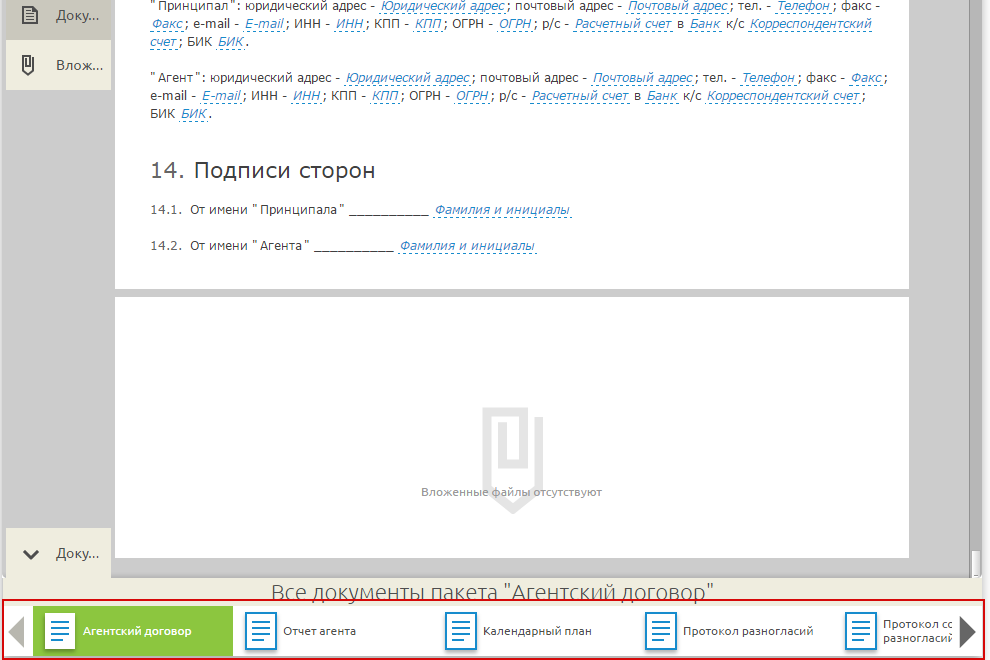 Доку...
"Принципал": юридический адрес - Юридический адрес; почтовый адрес - Почтовый адрес; тел. - Телефон; факс -
Факс; e-mail - E-mail; ИНН - ИНН; КПП - КПП; ОГРН - ОГРН; р/с - Расчетный счет в Банк к/с Корреспондентский
счет; БИК БИК.
Влож...
"Агент": юридический адрес - Юридический адрес; почтовый адрес - Почтовый адрес; тел. - Телефон; факс - Факс;
e-mail - E-mail; ИНН - ИНН; КПП - КПП; ОГРН - ОГРН; р/с - Расчетный счет в Банк к/с Корреспондентский счет;
БИК БИК.
14. Подписи сторон
14.1. От имени "Принципала" __________ Фамилия и инициалы
14.2. От имени "Агента" __________ Фамилия и инициалы
Вложенные файлы отсутствуют
Доку...
Все документы пакета "Агентский договор"
Агентский договор
Отчет агента
Календарный план
Протокол разногласий
Протокол сс
разногласий